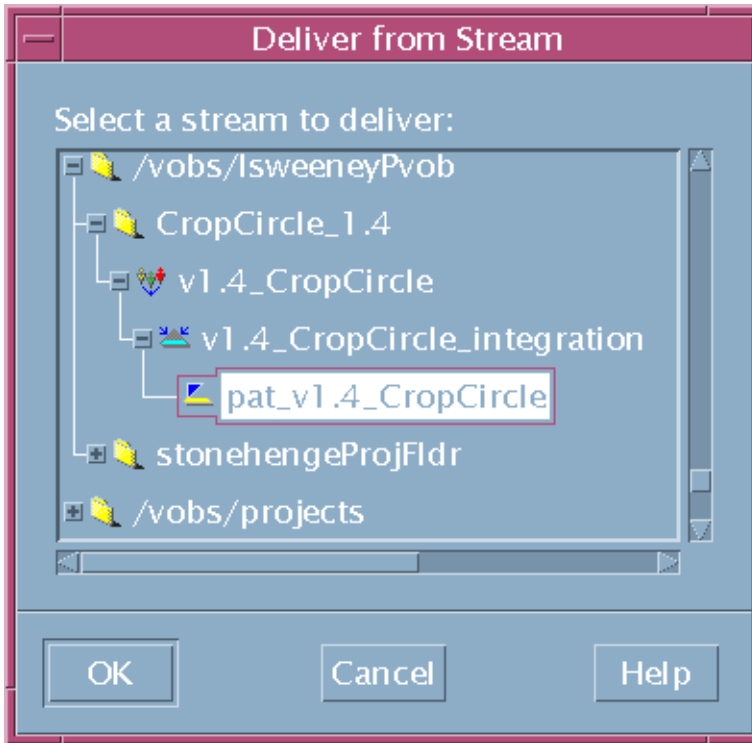 Deliver from Stream
Select a stream to deliver:
/vobs/lsweeneyPvob
CropCircle_1.4
v1.4_CropCircle
v1.4_CropCircle_integration
pat_v1.4_CropCircle
stonehengeProjFldr
/vobs/projects
OK Cancel Help